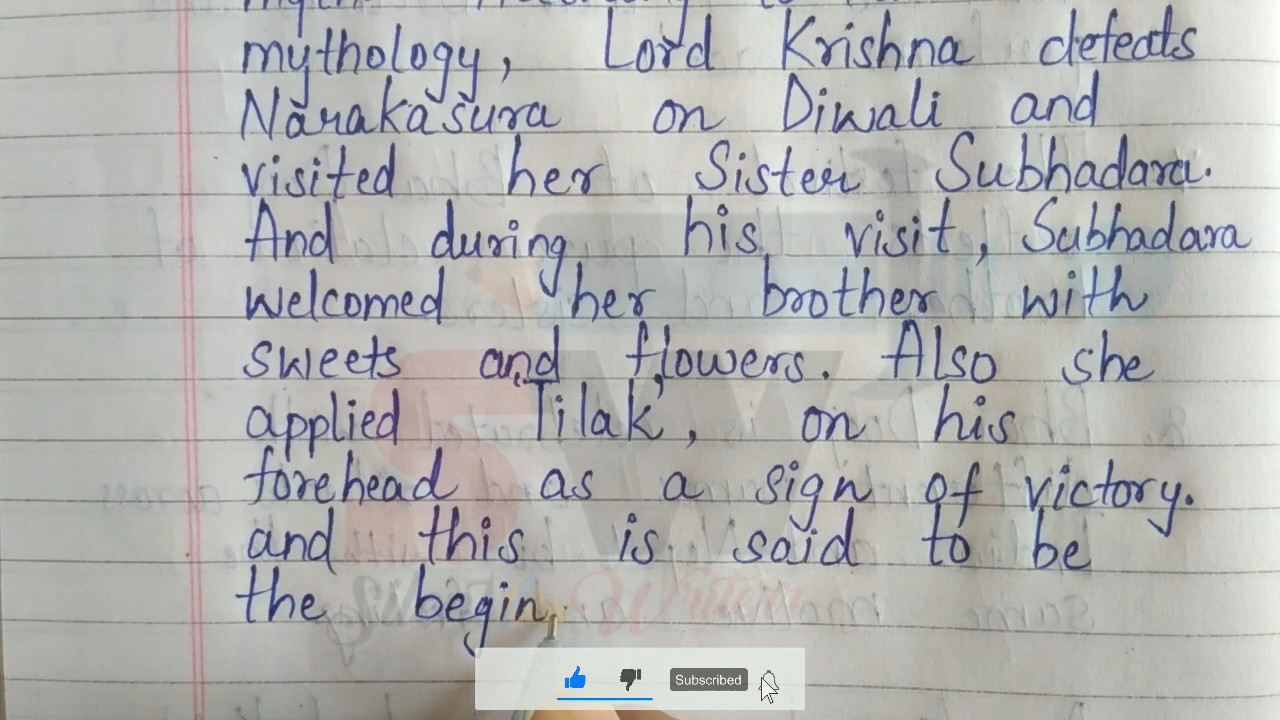 mythology, Lord Krishna defeats
Narakasura on Diwali and
visited her Sister Subhadara.
And during his visit, Subhadara
welcomed her brother with
sweets and flowers. Also she
applied 'Tilak', on his
forehead as a sign of victory.
and this is said to be
the begin
Subscribed